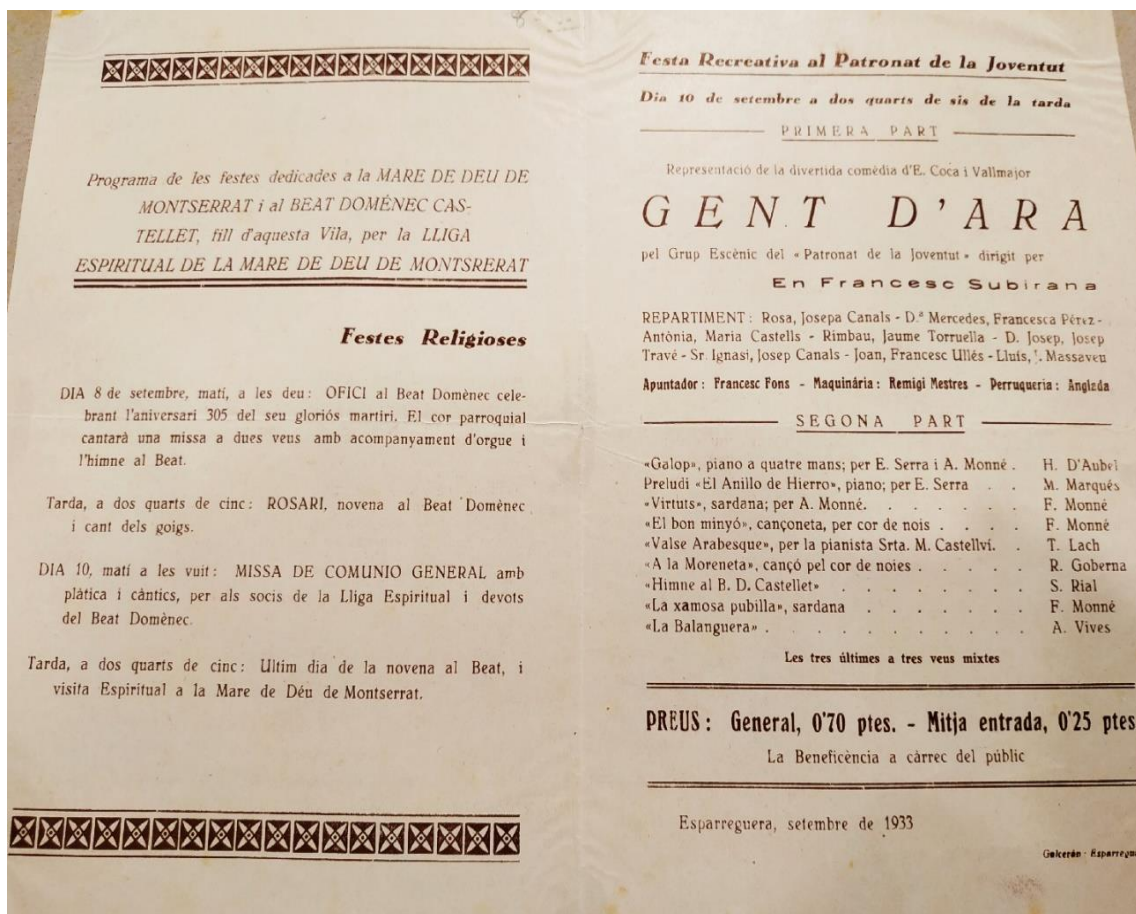 Programa de les festes dedicades a la MARE DE DEU DE
MONTSERRAT i al BEAT DOMÈNEC CAS-
TELLET, fill d'aquesta Vila, per la LLIGA
ESPIRITUAL DE LA MARE DE DEU DE MONTSRERAT
Festes Religioses
DIA 8 de setembre, matí, a les deu: OFICI al Beat Domènec cele-
brant l'aniversari 305 del seu gloriós martiri. El cor parroquial
cantarà una missa a dues veus amb acompanyament d'orgue i
l'himne al Beat.
Tarda, a dos quarts de cinc: ROSARI, novena al Beat Domènec
i cant dels goigs.
DIA 10, matí a les vuit: MISSA DE COMUNIO GENERAL amb
plàtica i càntics, per als socis de la Lliga Espiritual i devots
del Beat Domènec.
Tarda, a dos quarts de cinc: Ultim dia de la novena al Beat, i
visita Espiritual a la Mare de Déu de Montserrat.
Festa Recreativa al Patronat de la Joventut
Dia 10 de setembre a dos quarts de sis de la tarda
PRIMERA PART
Representació de la divertida comèdia d'E. Coca i Vallmajor
GENT D'ARA
pel Grup Escènic del «Patronat de la Joventut» dirigit per
En Francesc Subirana
REPARTIMENT: Rosa, Josepa Canals - D.ª Mercedes, Francesca Pérez -
Antònia, Maria Castells - Rimbau, Jaume Torruella - D. Josep, Josep
Travé - Sr. Ignasi, Josep Canals - Joan, Francesc Ullés - Lluís, J. Massaveu
Apuntador: Francesc Fons - Maquinária: Remigi Mestres - Perruqueria: Anglada
SEGONA PART
«Galop», piano a quatre mans; per E. Serra i A. Monné . H. D'Aubel
Preludi «El Anillo de Hierro», piano; per E. Serra . . M. Marqués
«Virtuts», sardana; per A. Monné. . . . . . . F. Monné
«El bon minyó», cançoneta, per cor de nois . . . . F. Monné
«Valse Arabesque», per la pianista Srta. M. Castellví. . T. Lach
«A la Moreneta», cançó pel cor de noies . . . . . R. Goberna
«Himne al B. D. Castellet» . . . . . . . . S. Rial
«La xamosa pubilla», sardana . . . . . . . F. Monné
«La Balanguera» . . . . . . . . . . A. Vives
Les tres últimes a tres veus mixtes
PREUS: General, 0'70 ptes. - Mitja entrada, 0'25 ptes
La Beneficència a càrrec del públic
Esparreguera, setembre de 1933
Galcerán - Esparregue